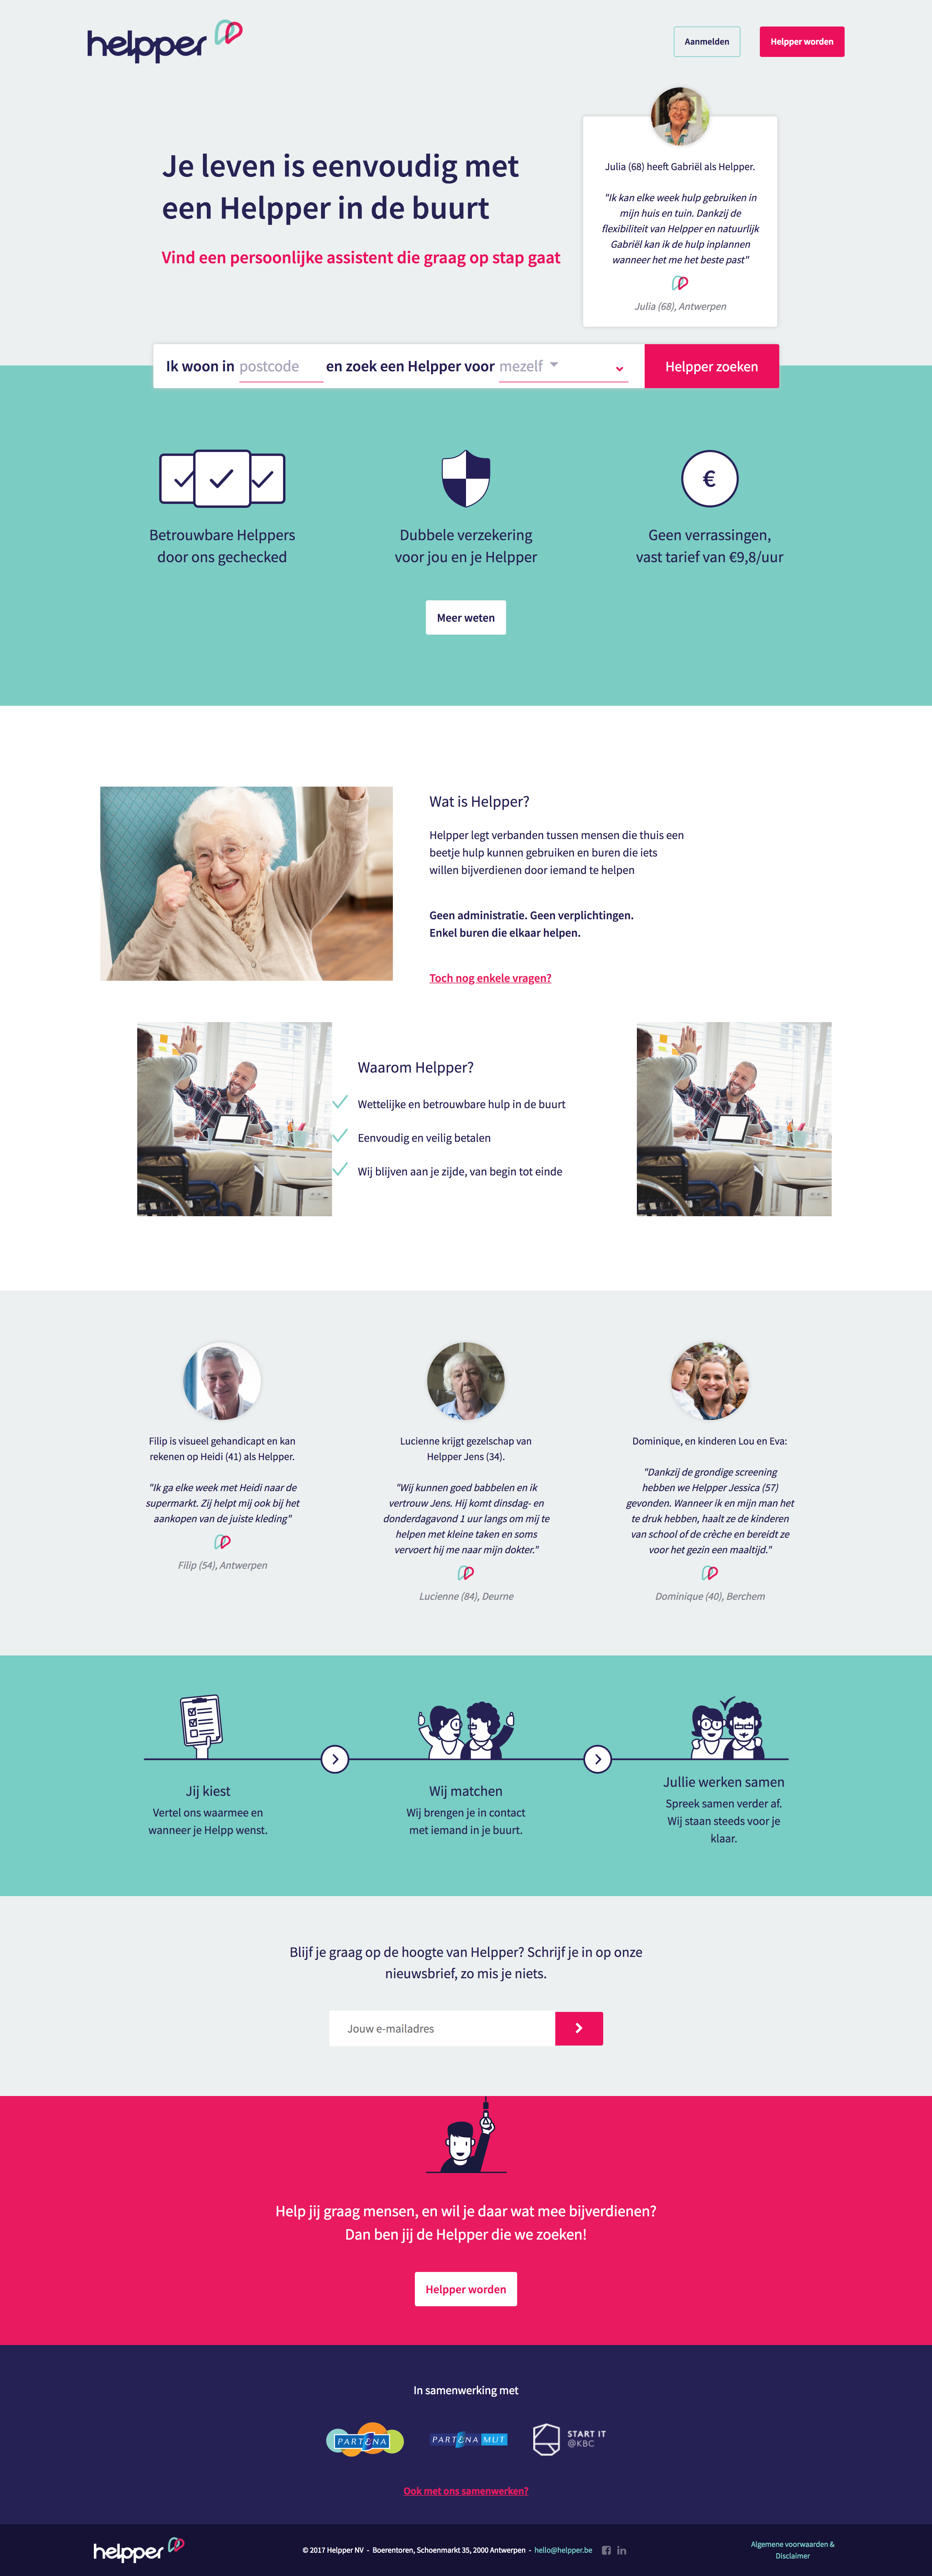 helpper
Aanmelden
Helpper worden
Je leven is eenvoudig met
een Helpper in de buurt
Vind een persoonlijke assistent die graag op stap gaat
Julia (68) heeft Gabriël als Helpper.
"Ik kan elke week hulp gebruiken in
mijn huis en tuin. Dankzij de
flexibiliteit van Helpper en natuurlijk
Gabriël kan ik de hulp inplannen
wanneer het me het beste past"
Julia (68), Antwerpen
Ik woon in postcode en zoek een Helpper voor mezelf
Helpper zoeken
Betrouwbare Helppers
door ons gechecked
Dubbele verzekering
voor jou en je Helpper
€
Geen verrassingen,
vast tarief van €9,8/uur
Meer weten
Wat is Helpper?
Helpper legt verbanden tussen mensen die thuis een
beetje hulp kunnen gebruiken en buren die iets
willen bijverdienen door iemand te helpen
Geen administratie. Geen verplichtingen.
Enkel buren die elkaar helpen.
Toch nog enkele vragen?
Waarom Helpper?
Wettelijke en betrouwbare hulp in de buurt
Eenvoudig en veilig betalen
Wij blijven aan je zijde, van begin tot einde
Filip is visueel gehandicapt en kan
rekenen op Heidi (41) als Helpper.
"Ik ga elke week met Heidi naar de
supermarkt. Zij helpt mij ook bij het
aankopen van de juiste kleding"
Filip (54), Antwerpen
Lucienne krijgt gezelschap van
Helpper Jens (34).
"Wij kunnen goed babbelen en ik
vertrouw Jens. Hij komt dinsdag- en
donderdagavond 1 uur langs om mij te
helpen met kleine taken en soms
vervoert hij me naar mijn dokter."
Lucienne (84), Deurne
Dominique, en kinderen Lou en Eva:
"Dankzij de grondige screening
hebben we Helpper Jessica (57)
gevonden. Wanneer ik en mijn man het
te druk hebben, haalt ze de kinderen
van school of de crèche en bereidt ze
voor het gezin een maaltijd."
Dominique (40), Berchem
Jij kiest
Vertel ons waarmee en
wanneer je Helpp wenst.
Wij matchen
Wij brengen je in contact
met iemand in je buurt.
Jullie werken samen
Spreek samen verder af.
Wij staan steeds voor je
klaar.
Blijf je graag op de hoogte van Helpper? Schrijf je in op onze
nieuwsbrief, zo mis je niets.
Jouw e-mailadres
Help jij graag mensen, en wil je daar wat mee bijverdienen?
Dan ben jij de Helpper die we zoeken!
Helpper worden
In samenwerking met
PARTENA
PARTENA MUT
START IT
@KBC
Ook met ons samenwerken?
helpper
© 2017 Helpper NV - Boerentoren, Schoenmarkt 35, 2000 Antwerpen - hello@helpper.be
Algemene voorwaarden &
Disclaimer